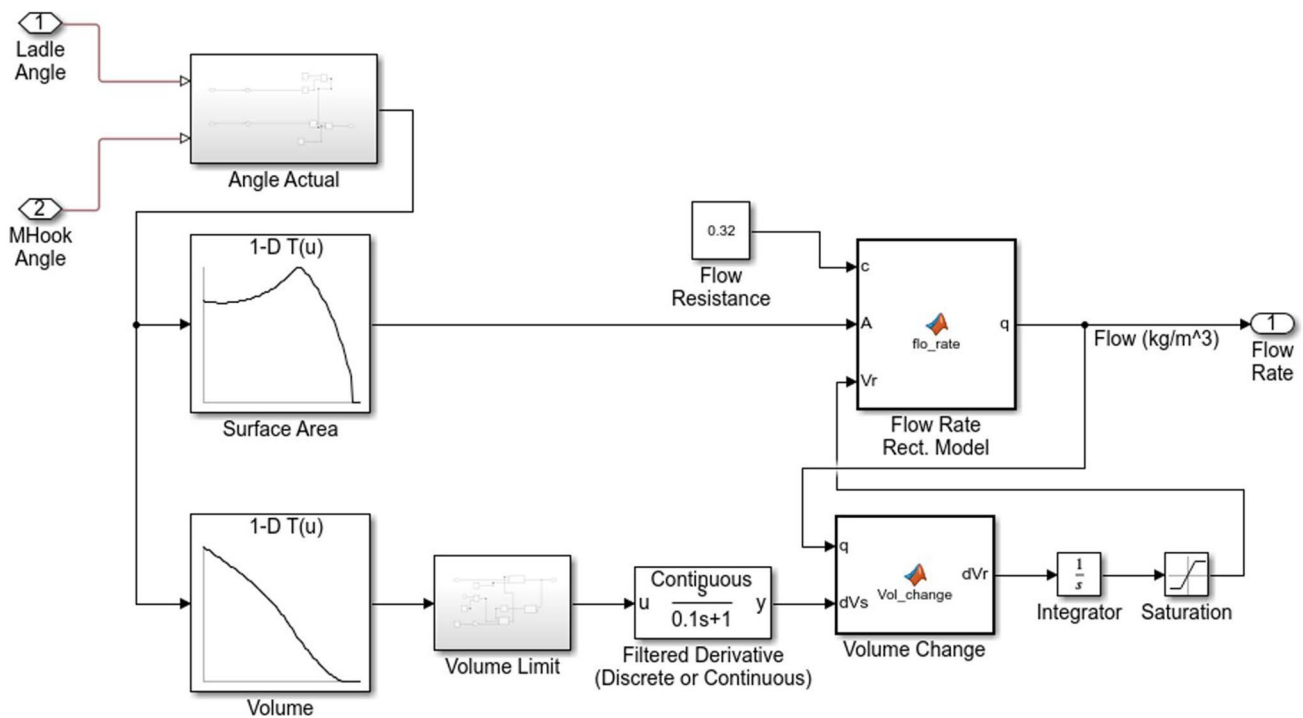 1
Ladle
Angle
Angle Actual
2
MHook
Angle
1-D T(u)
Surface Area
0.32
Flow
Resistance
c
A
Vr
q
flo_rate
Flow Rate
Rect. Model
Flow (kg/m^3)
1
Flow
Rate
1-D T(u)
Volume
Volume Limit
Continuous
u
s
0.1s+1
y
Filtered Derivative
(Discrete or Continuous)
q
dVs
dVr
Vol_change
Volume Change
1
s
Integrator
Saturation